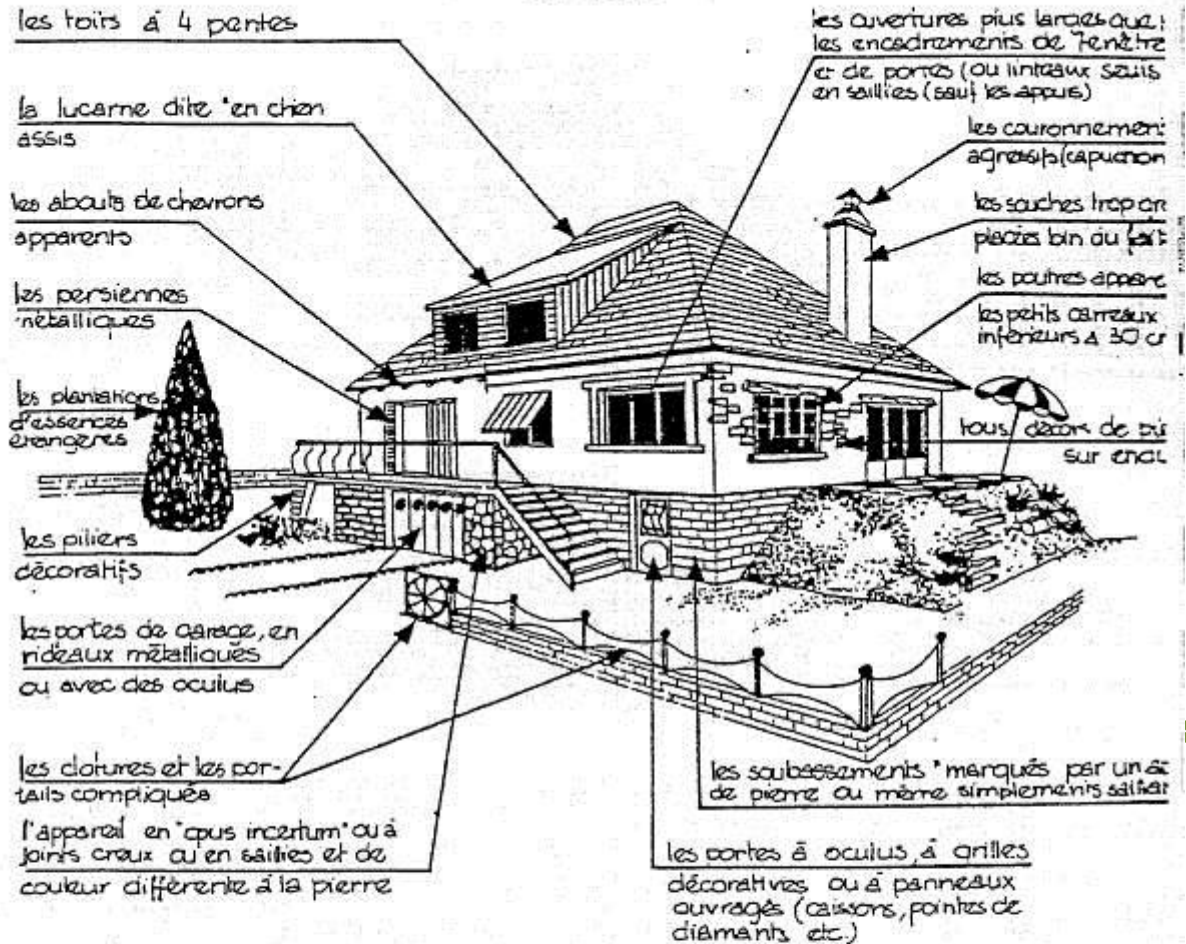 les toits à 4 pentes
la lucarne dite "en chien
assis
les abouts de chevrons
apparents
les persiennes
métalliques
les plantations
d'essences
étrangères
les piliers
décoratifs
les portes de garage, en
rideaux métalliques
ou avec des oculus
les clotures et les por-
tails compliqués
l'appareil en "opus incertum" ou à
joints creux ou en saillies et de
couleur différente à la pierre
les ouvertures plus larges que
les encadrements de fenêtre
et de portes (ou linteaux seuls
en saillies (sauf les appuis)
les couronnement
agressifs (capuchon
les souches trop
placées loin du
les poutres appare
les petits carreaux
inférieurs à 30 cm
tous décors de
sur
les soubassements "marqués par un
de pierre ou même simplements
les portes à oculus, à grilles
décoratives ou à panneaux
ouvragés (caissons, pointes de
diamants etc.)